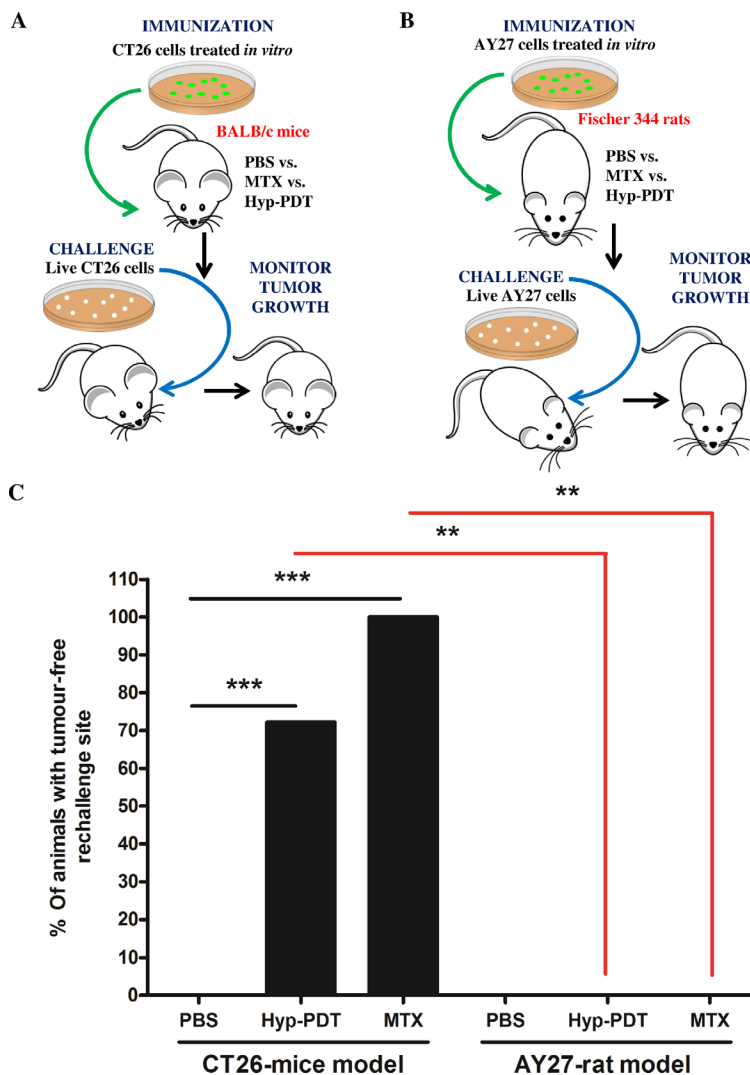 A
IMMUNIZATION
CT26 cells treated in vitro
BALB/c mice
PBS vs.
MTX vs.
Hyp-PDT
CHALLENGE
Live CT26 cells
MONITOR
TUMOR
GROWTH
B
IMMUNIZATION
AY27 cells treated in vitro
Fischer 344 rats
PBS vs.
MTX vs.
Hyp-PDT
CHALLENGE
Live AY27 cells
MONITOR
TUMOR
GROWTH
C
**
**
***
***
% Of animals with tumour-free
rechallenge site
110
100
90
80
70
60
50
40
30
20
10
0
PBS Hyp-PDT MTX PBS Hyp-PDT MTX
CT26-mice model AY27-rat model